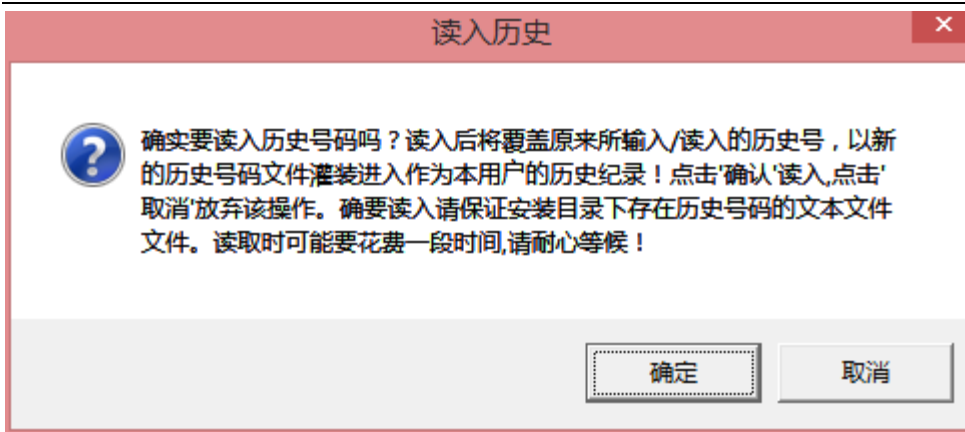 读入历史
确实要读入历史号码吗？读入后将覆盖原来所输入/读入的历史号，以新
的历史号码文件灌装进入作为本用户的历史纪录！点击'确认'读入,点击'
取消'放弃该操作。确要读入请保证安装目录下存在历史号码的文本文件
文件。读取时可能要花费一段时间,请耐心等候！
确定
取消